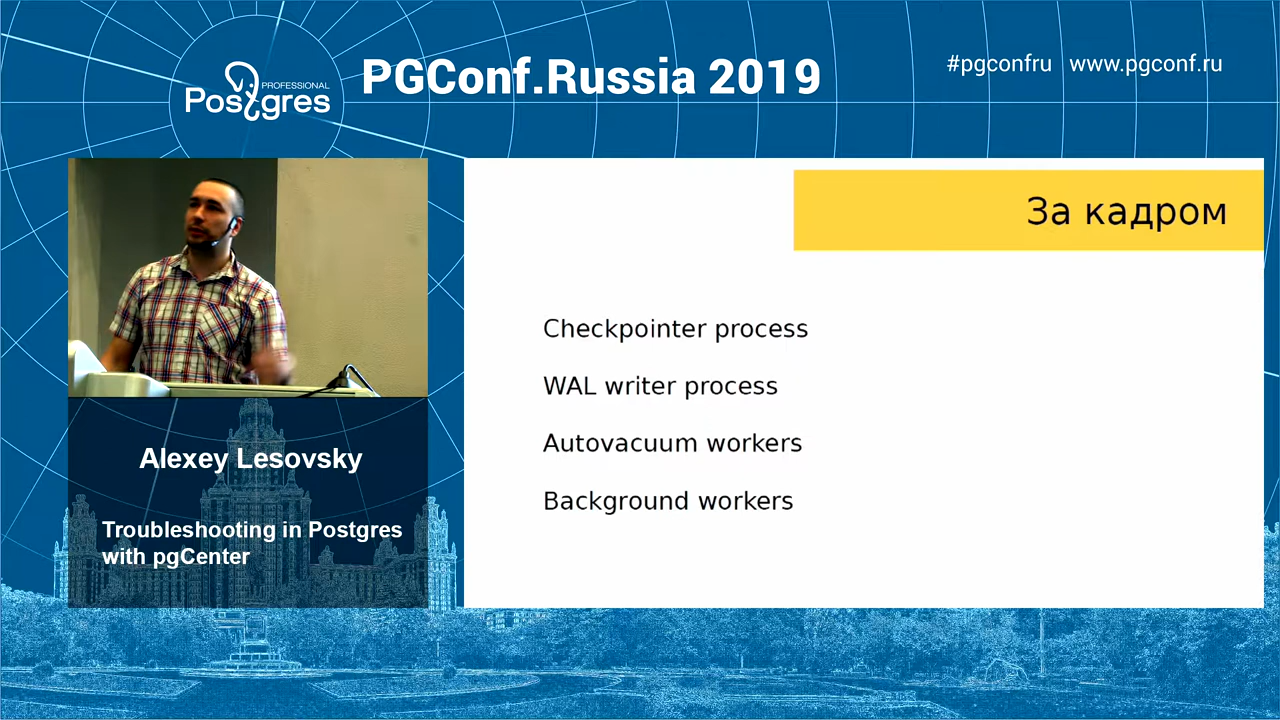 PROFESSIONAL
Postgres
PGConf.Russia 2019
#pgconfru www.pgconf.ru
За кадром
Checkpointer process
WAL writer process
Autovacuum workers
Background workers
Alexey Lesovsky
Troubleshooting in Postgres
with pgCenter